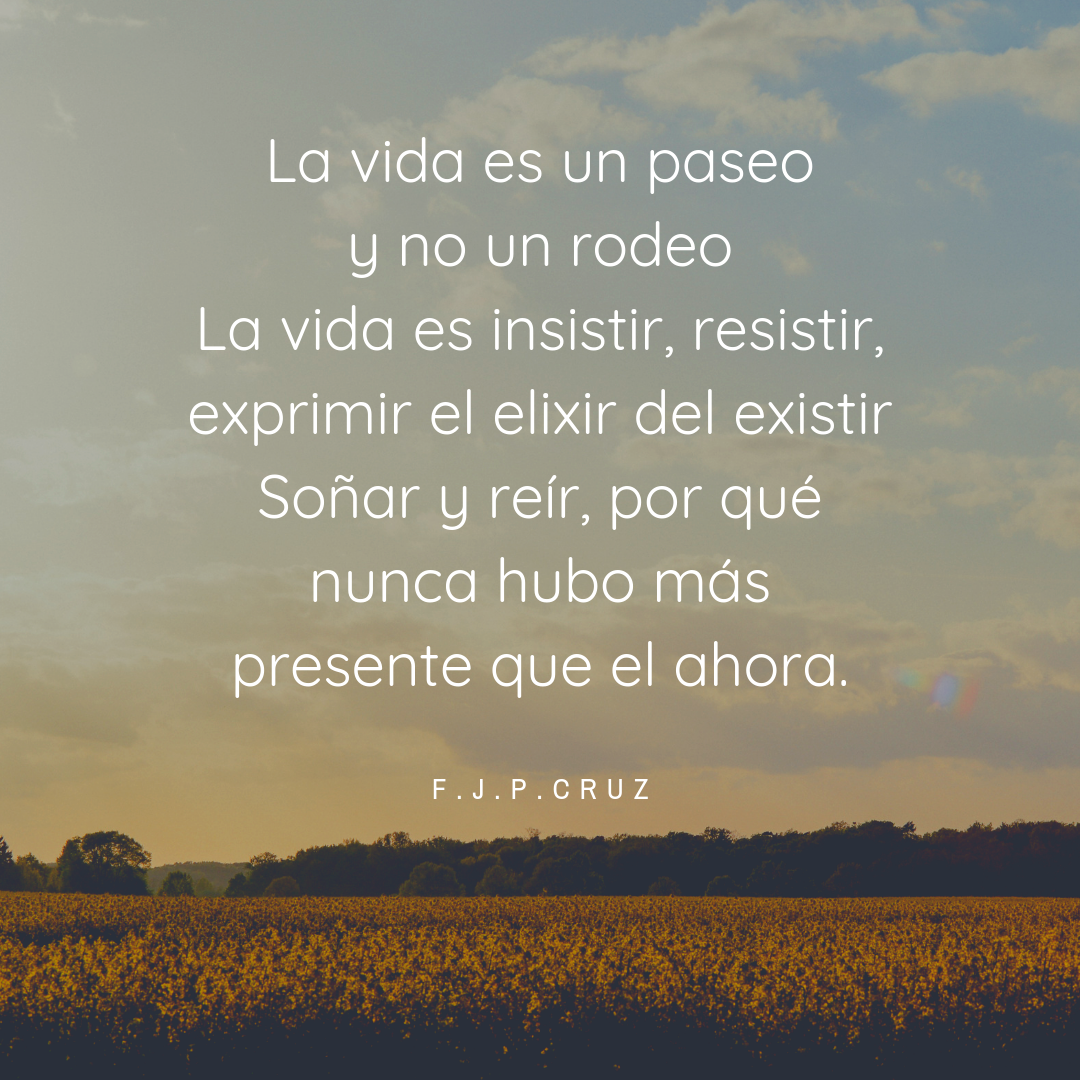 La vida es un paseo
y no un rodeo
La vida es insistir, resistir,
exprimir el elixir del existir
Soñar y reír, por qué
nunca hubo más
presente que el ahora.
F.J.P.CRUZ